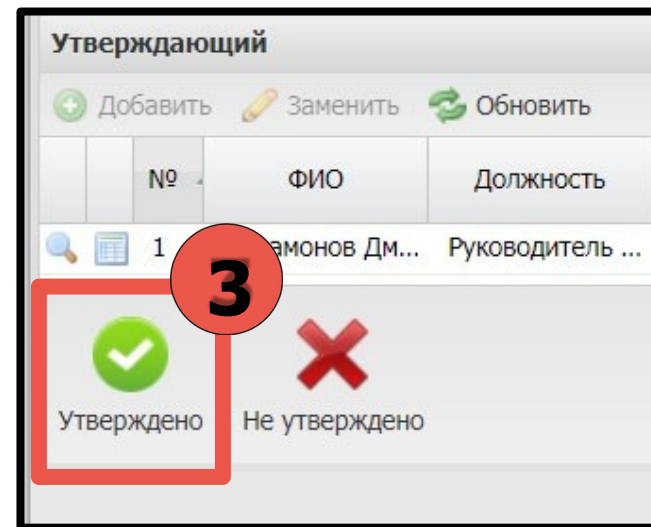 Утверждающий
Добавить Заменить Обновить
№ ФИО Должность
1 амонов Дм... Руководитель ...
3
Утверждено Не утверждено